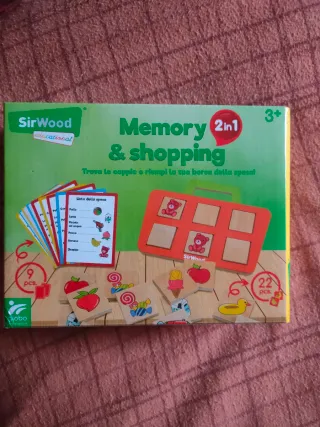 SirWood
educational
Memory
2in1
3+
& shopping
Trova le coppie o riempi la tua borsa della spesa!
Lista della spesa
9
pcs
SirWood
22
pcs